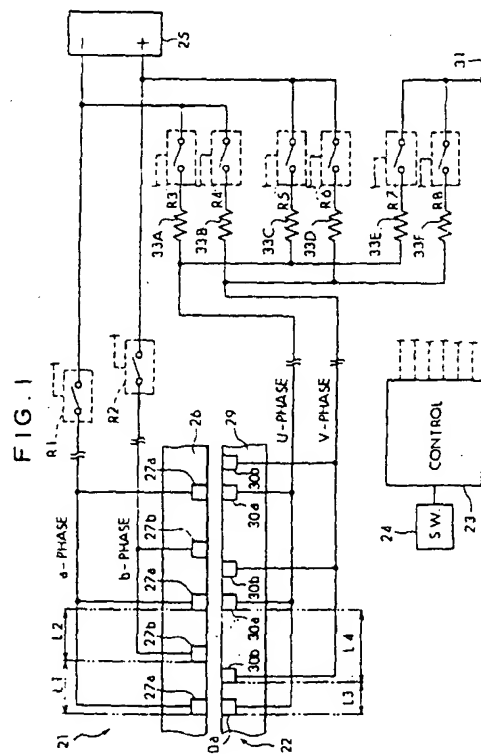 FIG. 1
25
−
+
R1
R2
a-PHASE
b-PHASE
R3
R4
R5
R6
R7
R8
33A
33B
33C
33D
33E
33F
31
U-PHASE
V-PHASE
26
29
27a
27b
27a
27b
27a
30b
30a
30b
30a
30b
0a
L1
L2
L3
L4
21
22
CONTROL
23
S.W.
24